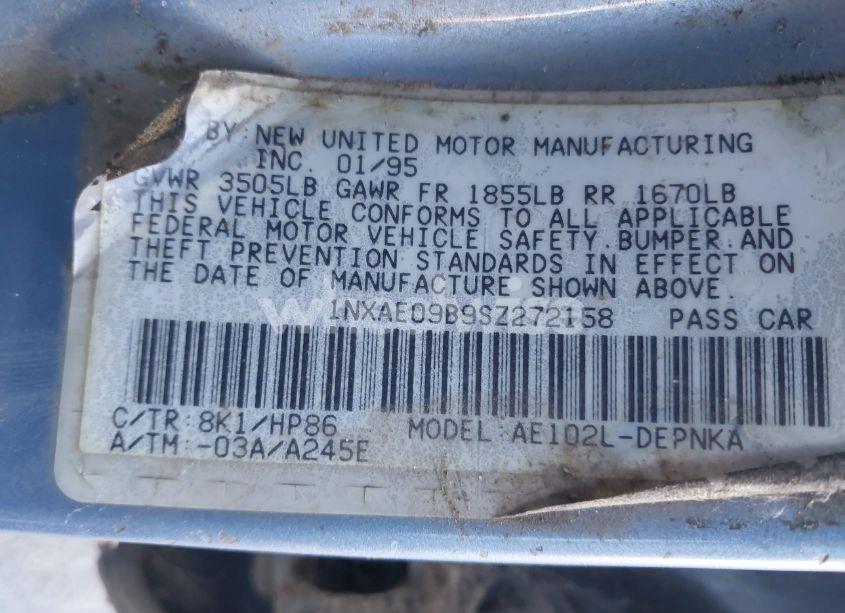 BY NEW UNITED MOTOR MANUFACTURING
INC. 01/95
GVWR 3505LB GAWR FR 1855LB RR 1670LB
THIS VEHICLE CONFORMS TO ALL APPLICABLE
FEDERAL MOTOR VEHICLE SAFETY, BUMPER AND
THEFT PREVENTION STANDARDS IN EFFECT ON
THE DATE OF MANUFACTURE SHOWN ABOVE.
1NXAE09B9SZ272158 PASS CAR
C/TR: 8K1/HP86 MODEL: AE102L-DEPNKA
A/TM -03A/A245E